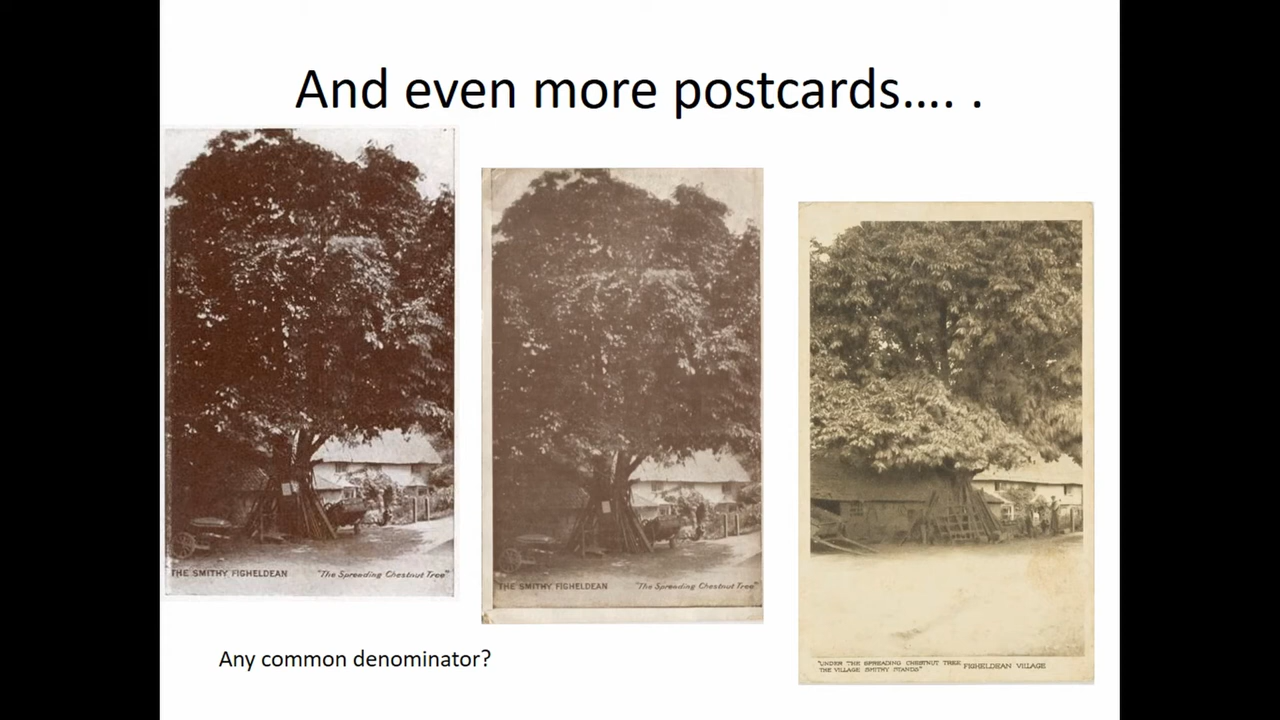 And even more postcards…. .
THE SMITHY FIGHELDEAN "The Spreading Chestnut Tree"
THE SMITHY FIGHELDEAN "The Spreading Chestnut Tree"
"UNDER THE SPREADING CHESTNUT TREE
THE VILLAGE SMITHY STANDS" FIGHELDEAN VILLAGE
Any common denominator?